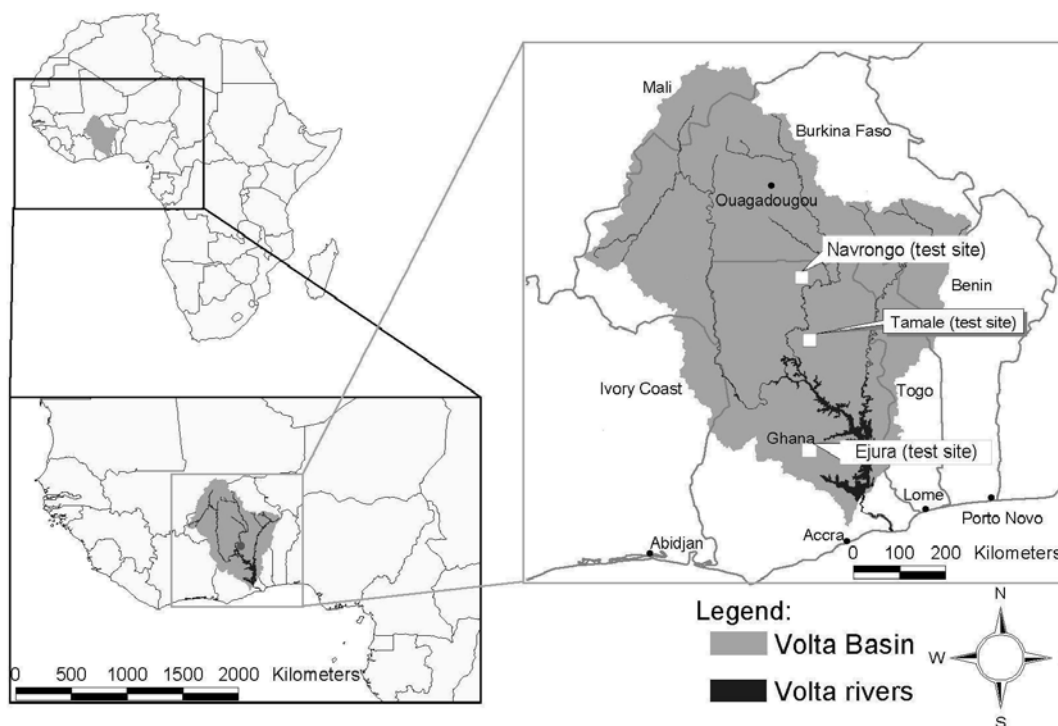 Mali
Burkina Faso
Ouagadougou
Navrongo (test site)
Benin
Tamale (test site)
Ivory Coast
Togo
Ghana
Ejura (test site)
Lome
Porto Novo
Accra
Abidjan
0 100 200 Kilometers
0 500 1000 1500 2000 Kilometers
Legend:
Volta Basin
Volta rivers
N
W
E
S